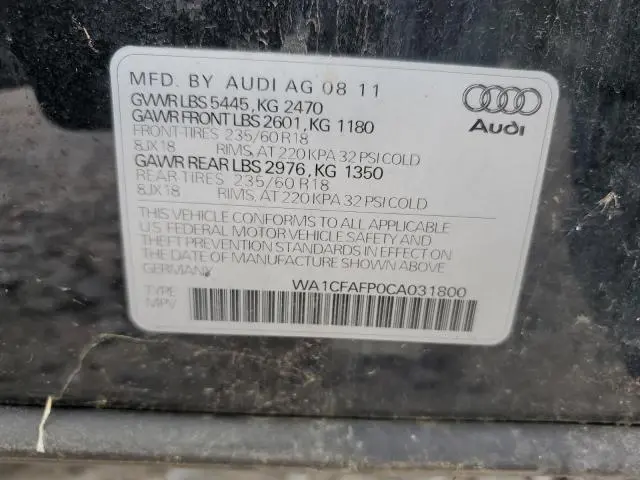 MFD. BY AUDI AG 08 11
GVWR LBS 5445, KG 2470
GAWR FRONT LBS 2601, KG 1180
FRONT-TIRES 235/60 R18
8JX18 RIMS, AT 220 KPA 32 PSI COLD
GAWR REAR LBS 2976, KG 1350
REAR TIRES 235/60 R18
8JX18 RIMS, AT 220 KPA 32 PSI COLD
THIS VEHICLE CONFORMS TO ALL APPLICABLE
U.S. FEDERAL MOTOR VEHICLE SAFETY AND
THEFT PREVENTION STANDARDS IN EFFECT ON
THE DATE OF MANUFACTURE SHOWN ABOVE
GERMANY
WA1CFAFP0CA031800
TYPE
MPV
Audi